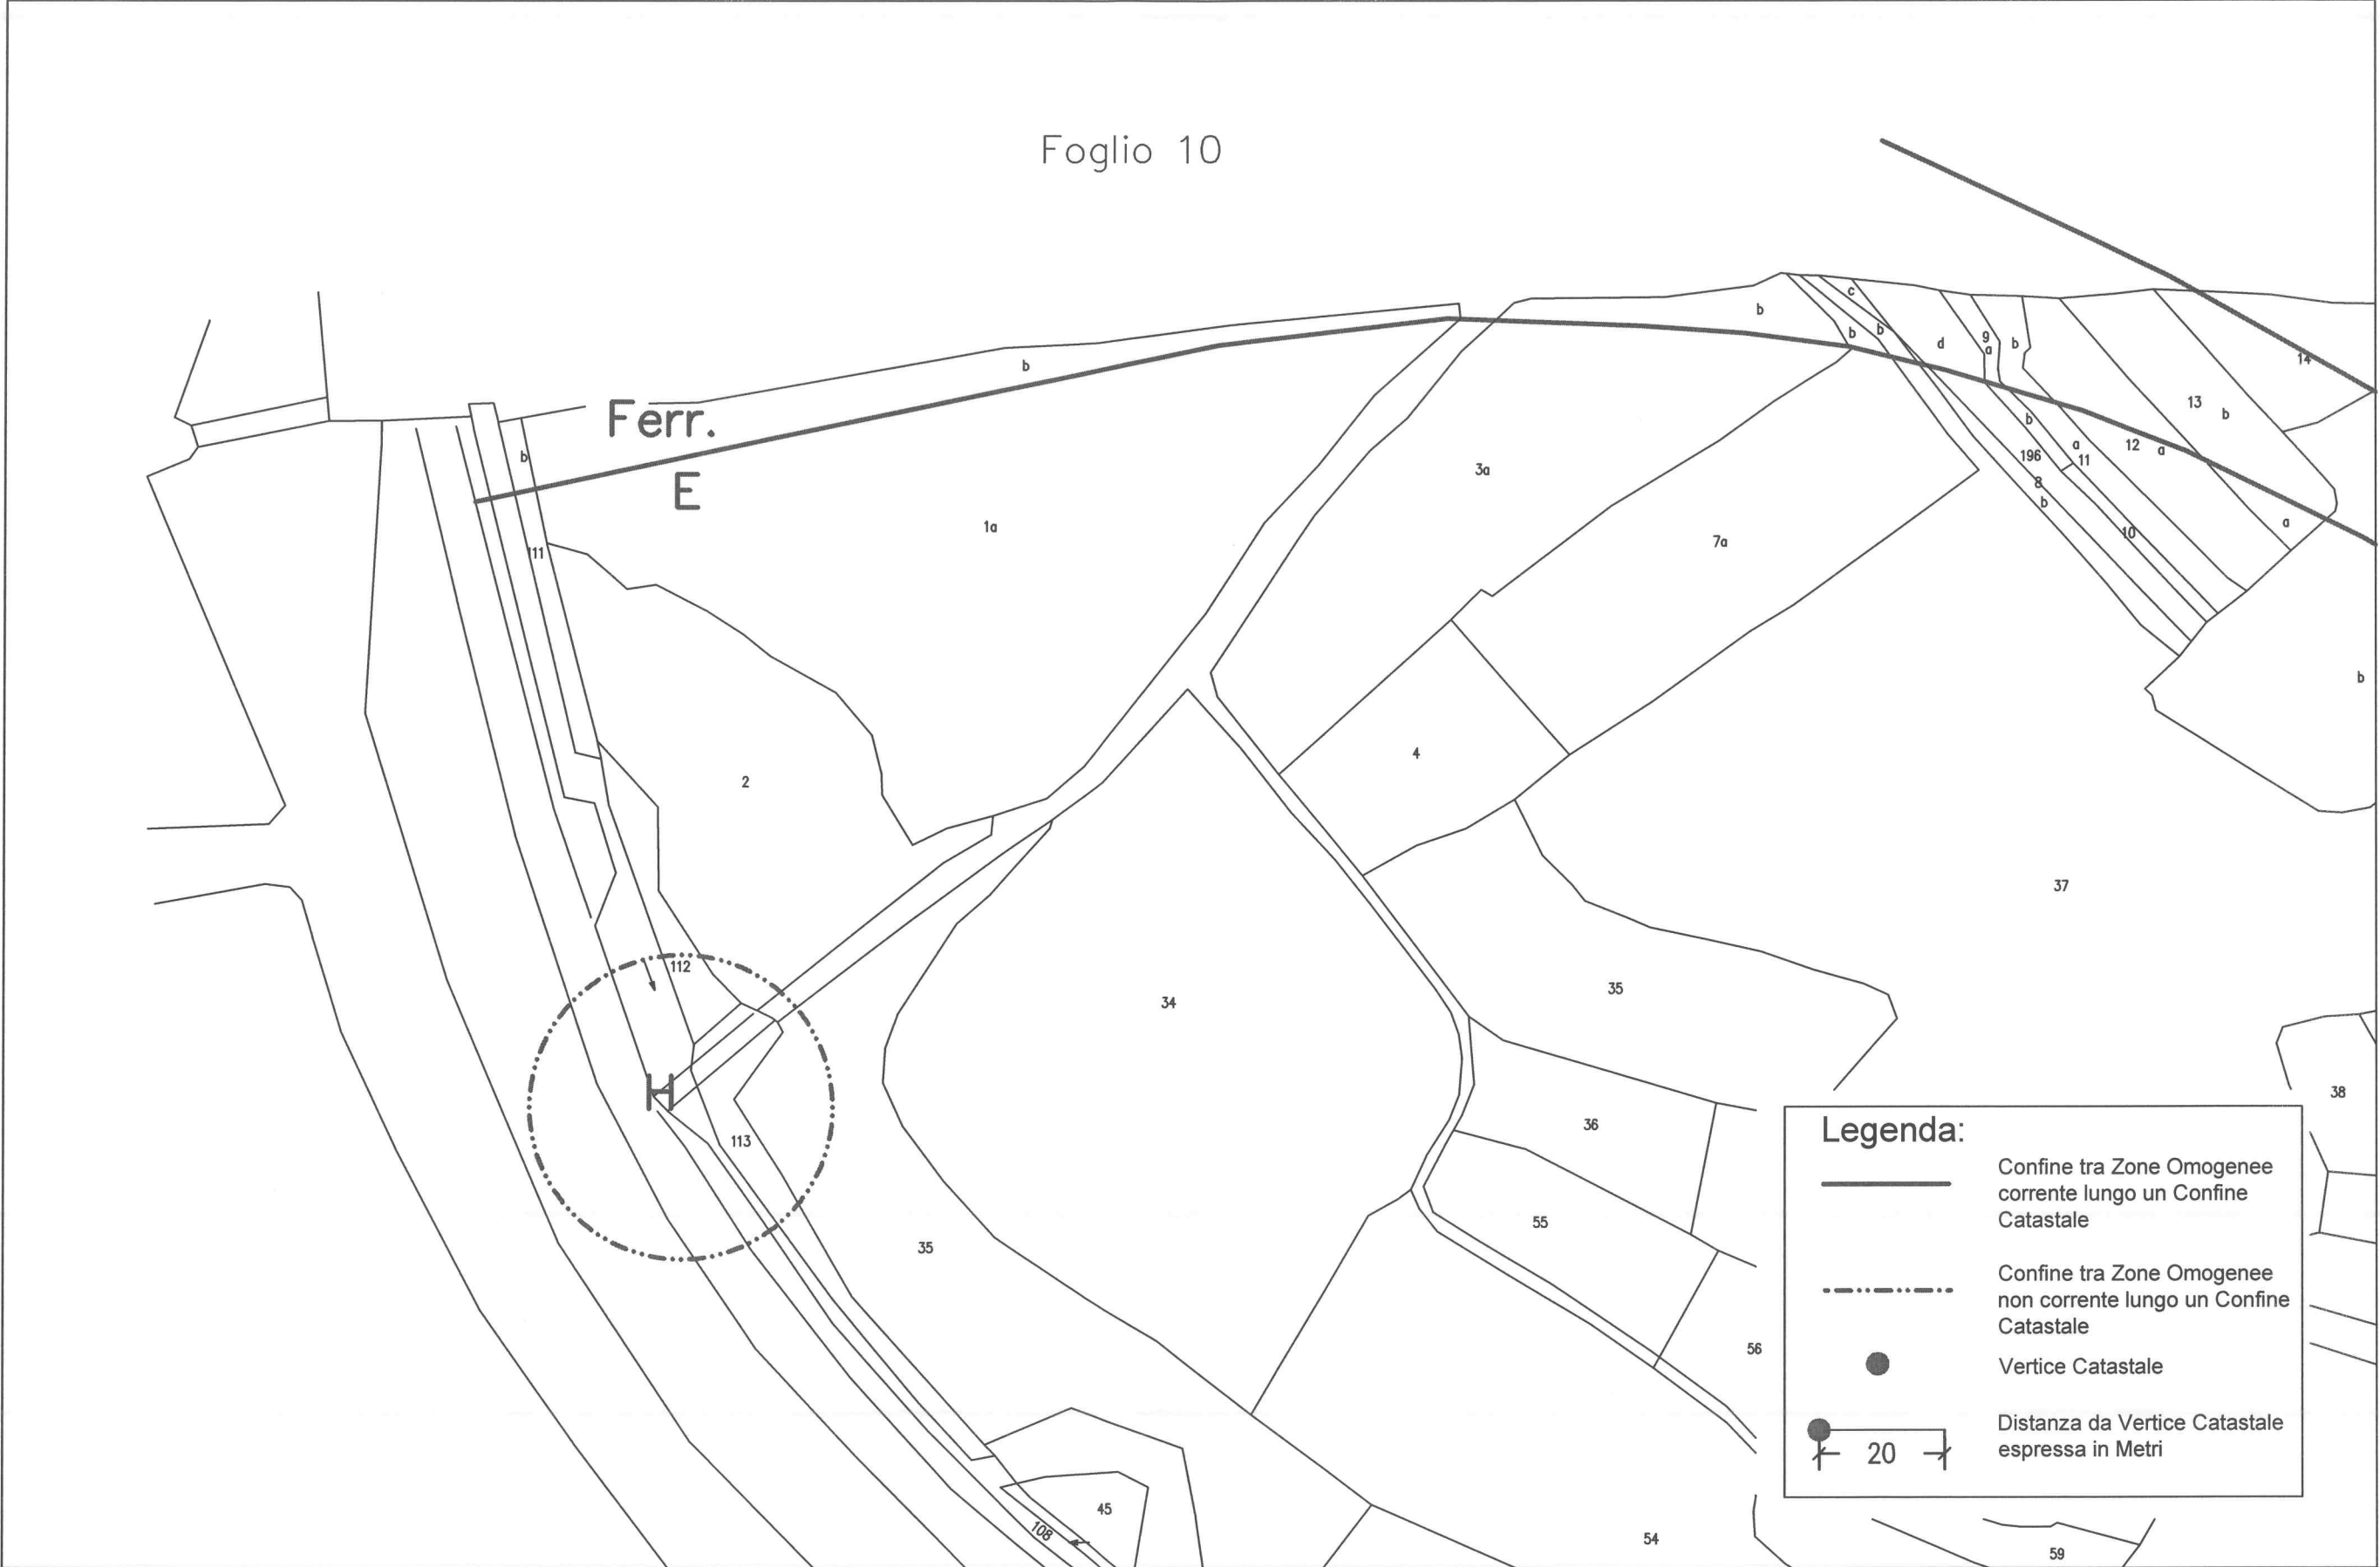 Foglio 10
c
b
b
b
b
d
9
a
b
14
b
13
b
Ferr.
b
E
1a
3a
b
a
11
12
a
196
8
b
a
10
111
7a
b
4
2
37
112
35
34
H
113
36
38
55
35
56
45
108
54
59
Legenda:
Confine tra Zone Omogenee
corrente lungo un Confine
Catastale
Confine tra Zone Omogenee
non corrente lungo un Confine
Catastale
Vertice Catastale
20
Distanza da Vertice Catastale
espressa in Metri